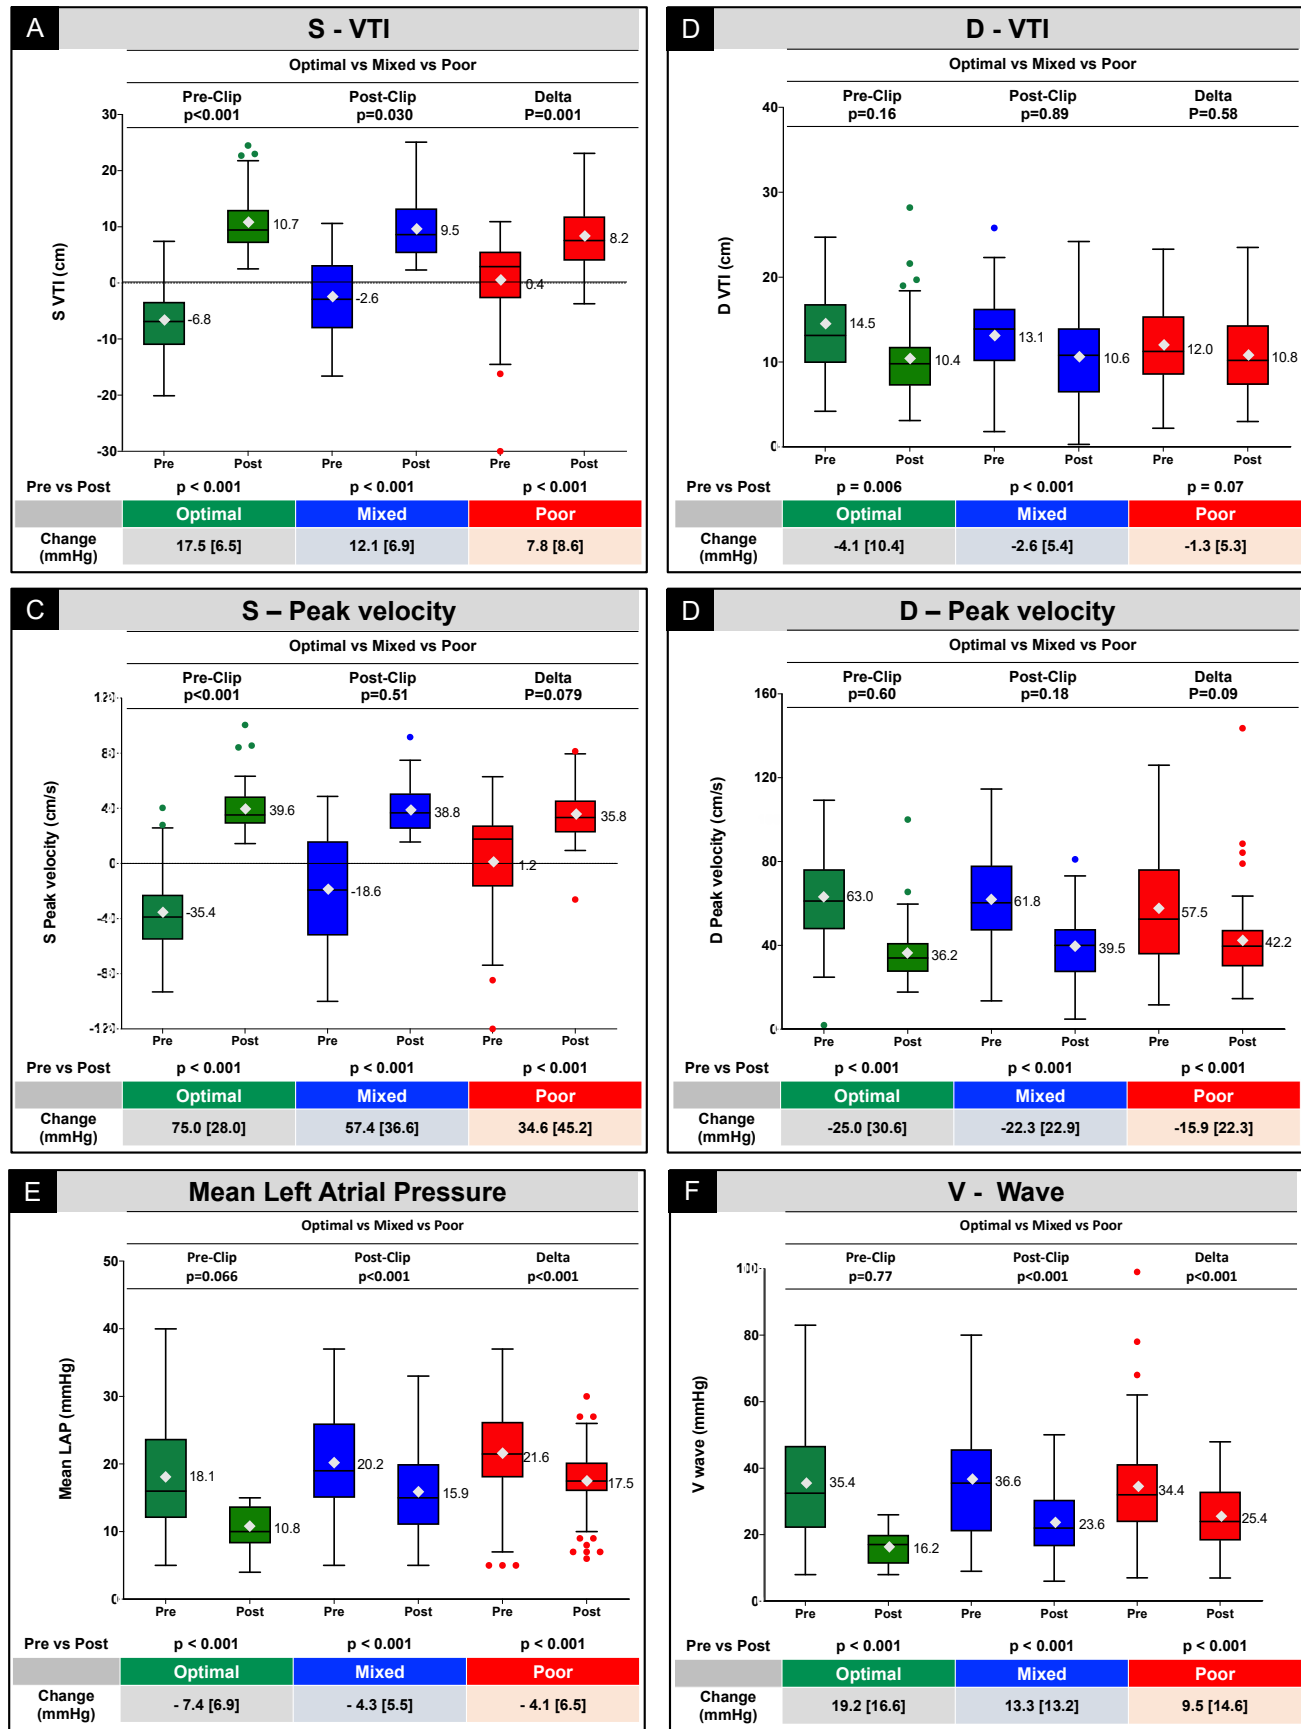 A S - VTI
Optimal vs Mixed vs Poor
Pre-Clip Post-Clip Delta
p<0.001 p=0.030 P=0.001
S VTI (cm)
30
20
10
0
-10
-20
-30
-6.8 10.7 -2.6 9.5 0.4 8.2
Pre Post Pre Post Pre Post
Pre vs Post p < 0.001 p < 0.001 p < 0.001
Optimal Mixed Poor
Change (mmHg) 17.5 [6.5] 12.1 [6.9] 7.8 [8.6]
D D - VTI
Optimal vs Mixed vs Poor
Pre-Clip Post-Clip Delta
p=0.16 p=0.89 P=0.58
D VTI (cm)
40
30
20
10
0
14.5 10.4 13.1 10.6 12.0 10.8
Pre Post Pre Post Pre Post
Pre vs Post p = 0.006 p < 0.001 p = 0.07
Optimal Mixed Poor
Change (mmHg) -4.1 [10.4] -2.6 [5.4] -1.3 [5.3]
C S – Peak velocity
Optimal vs Mixed vs Poor
Pre-Clip Post-Clip Delta
p<0.001 p=0.51 P=0.079
S Peak velocity (cm/s)
120
80
40
0
-40
-80
-120
-35.4 39.6 -18.6 38.8 1.2 35.8
Pre Post Pre Post Pre Post
Pre vs Post p < 0.001 p < 0.001 p < 0.001
Optimal Mixed Poor
Change (mmHg) 75.0 [28.0] 57.4 [36.6] 34.6 [45.2]
D D – Peak velocity
Optimal vs Mixed vs Poor
Pre-Clip Post-Clip Delta
p=0.60 p=0.18 P=0.09
D Peak velocity (cm/s)
160
120
80
40
0
63.0 36.2 61.8 39.5 57.5 42.2
Pre Post Pre Post Pre Post
Pre vs Post p < 0.001 p < 0.001 p < 0.001
Optimal Mixed Poor
Change (mmHg) -25.0 [30.6] -22.3 [22.9] -15.9 [22.3]
E Mean Left Atrial Pressure
Optimal vs Mixed vs Poor
Pre-Clip Post-Clip Delta
p=0.066 p<0.001 p<0.001
Mean LAP (mmHg)
50
40
30
20
10
0
18.1 10.8 20.2 15.9 21.6 17.5
Pre Post Pre Post Pre Post
Pre vs Post p < 0.001 p < 0.001 p < 0.001
Optimal Mixed Poor
Change (mmHg) - 7.4 [6.9] - 4.3 [5.5] - 4.1 [6.5]
F V - Wave
Optimal vs Mixed vs Poor
Pre-Clip Post-Clip Delta
p=0.77 p<0.001 p<0.001
V wave (mmHg)
100
80
60
40
20
0
35.4 16.2 36.6 23.6 34.4 25.4
Pre Post Pre Post Pre Post
Pre vs Post p < 0.001 p < 0.001 p < 0.001
Optimal Mixed Poor
Change (mmHg) 19.2 [16.6] 13.3 [13.2] 9.5 [14.6]